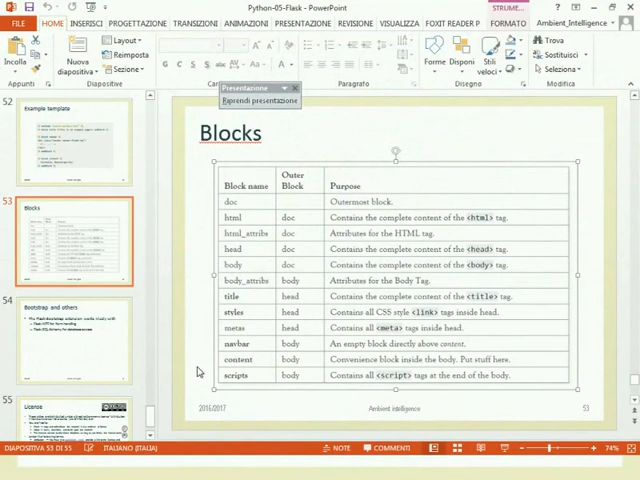 Python-05-Flask - PowerPoint
STRUME...
FILE HOME INSERISCI PROGETTAZIONE TRANSIZIONI ANIMAZIONI PRESENTAZIONE REVISIONE VISUALIZZA FOXIT READER P FORMATO Ambient_Intelligence
Incolla
Nuova diapositiva
Layout
Reimposta
Sezione
G C S
Aa A
Forme Disponi Stili veloci
Trova
Sostituisci
Seleziona
Appunti Diapositive Car Paragrafo Disegno Modifica
Presentazione
Riprendi presentazione
52
Example template
53
Blocks
54
Bootstrap and others
55
License
Blocks
Block name Outer Block Purpose
doc Outermost block.
html doc Contains the complete content of the <html> tag.
html_attribs doc Attributes for the HTML tag.
head doc Contains the complete content of the <head> tag.
body doc Contains the complete content of the <body> tag.
body_attribs body Attributes for the Body Tag.
title head Contains the complete content of the <title> tag.
styles head Contains all CSS style <link> tags inside head.
metas head Contains all <meta> tags inside head.
navbar body An empty block directly above content.
content body Convenience block inside the body. Put stuff here.
scripts body Contains all <script> tags at the end of the body.
2016/2017 Ambient intelligence 53
DIAPOSITIVA 53 DI 55 ITALIANO (ITALIA) NOTE COMMENTI 74%